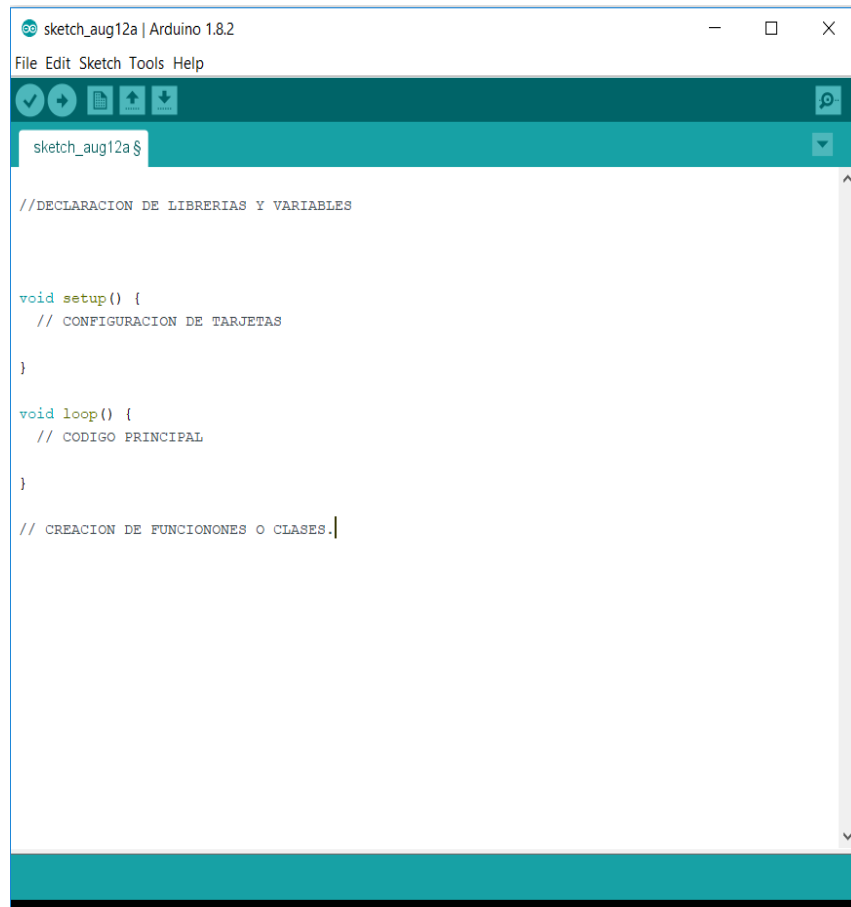 sketch_aug12a | Arduino 1.8.2
File Edit Sketch Tools Help
sketch_aug12a §
//DECLARACION DE LIBRERIAS Y VARIABLES
void setup() {
// CONFIGURACION DE TARJETAS
}
void loop() {
// CODIGO PRINCIPAL
}
// CREACION DE FUNCIONONES O CLASES.